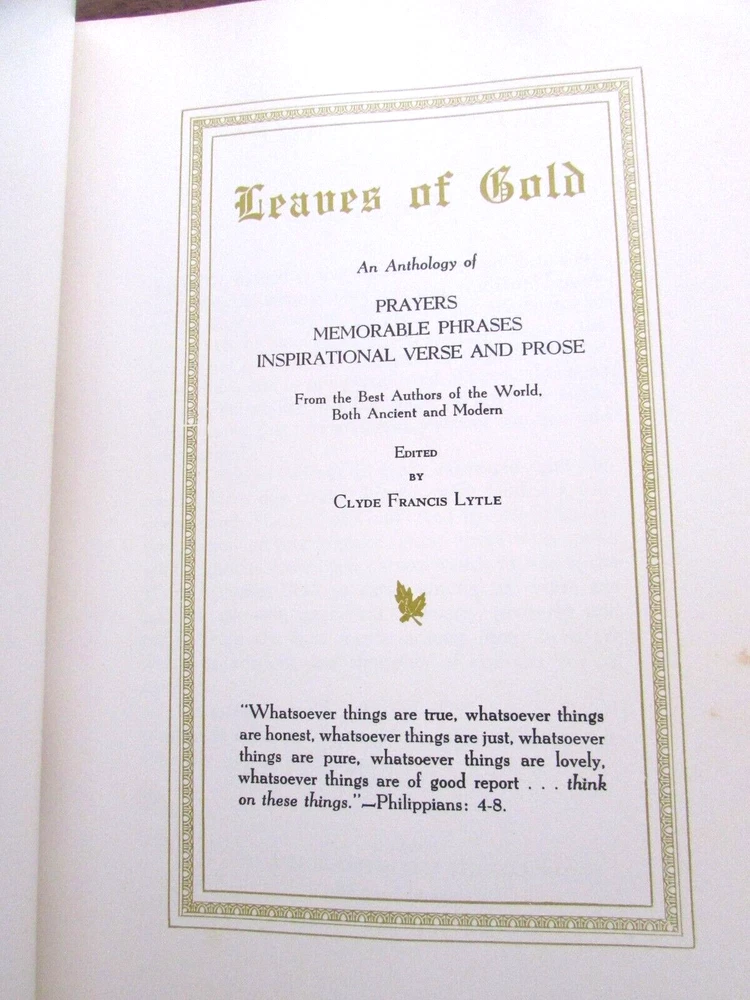 Leaves of Gold
An Anthology of
PRAYERS
MEMORABLE PHRASES
INSPIRATIONAL VERSE AND PROSE
From the Best Authors of the World,
Both Ancient and Modern
EDITED
BY
CLYDE FRANCIS LYTLE
"Whatsoever things are true, whatsoever things
are honest, whatsoever things are just, whatsoever
things are pure, whatsoever things are lovely,
whatsoever things are of good report . . . think
on these things."—Philippians: 4-8.